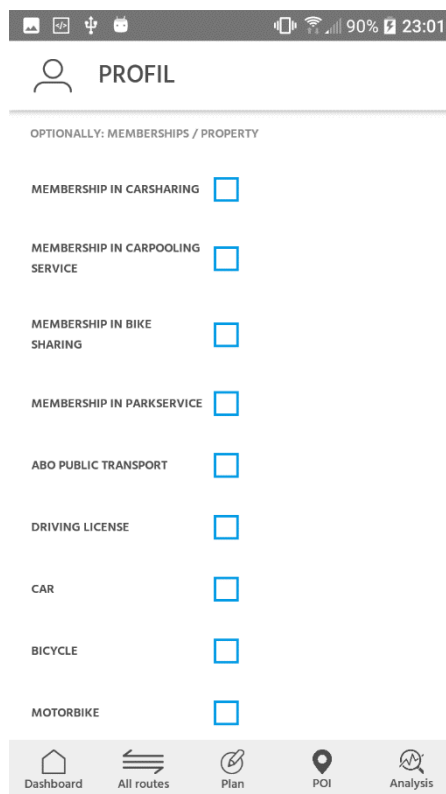 90% 23:01
PROFIL
OPTIONALLY: MEMBERSHIPS / PROPERTY
MEMBERSHIP IN CARSHARING
MEMBERSHIP IN CARPOOLING
SERVICE
MEMBERSHIP IN BIKE
SHARING
MEMBERSHIP IN PARKSERVICE
ABO PUBLIC TRANSPORT
DRIVING LICENSE
CAR
BICYCLE
MOTORBIKE
Dashboard All routes Plan POI Analysis